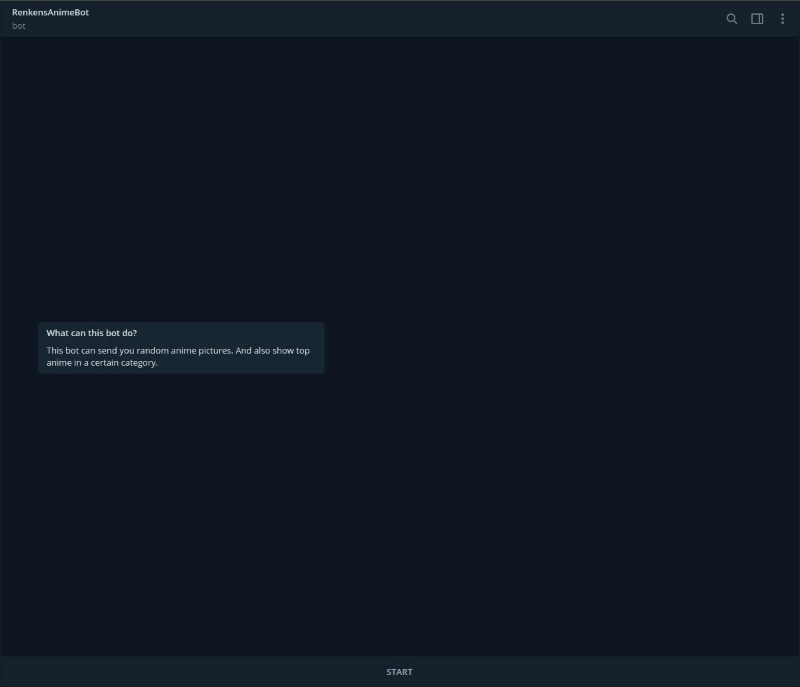 RenkensAnimeBot
bot
What can this bot do?
This bot can send you random anime pictures. And also show top
anime in a certain category.
START